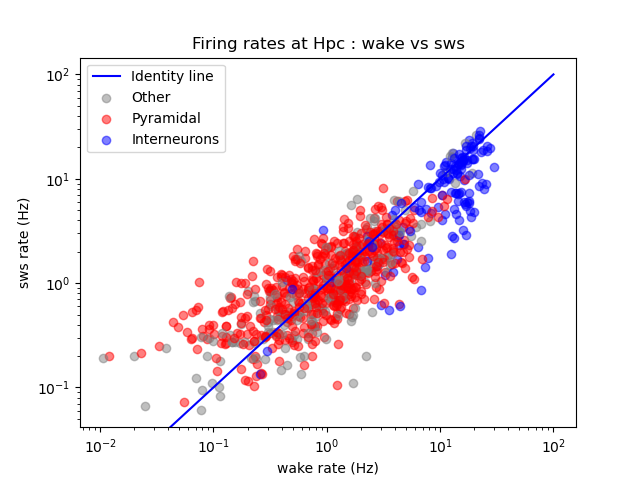 Firing rates at Hpc : wake vs sws
Identity line
Other
Pyramidal
Interneurons
sws rate (Hz)
10²
10¹
10⁰
10⁻¹
10⁻² 10⁻¹ 10⁰ 10¹ 10²
wake rate (Hz)